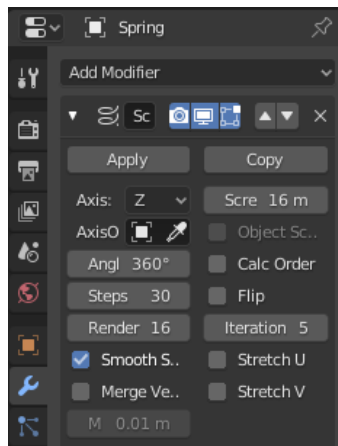 Spring
Add Modifier
Sc
Apply Copy
Axis: Z Scre 16 m
AxisO Object Sc..
Angl 360° Calc Order
Steps 30 Flip
Render 16 Iteration 5
Smooth S.. Stretch U
Merge Ve.. Stretch V
M 0.01 m